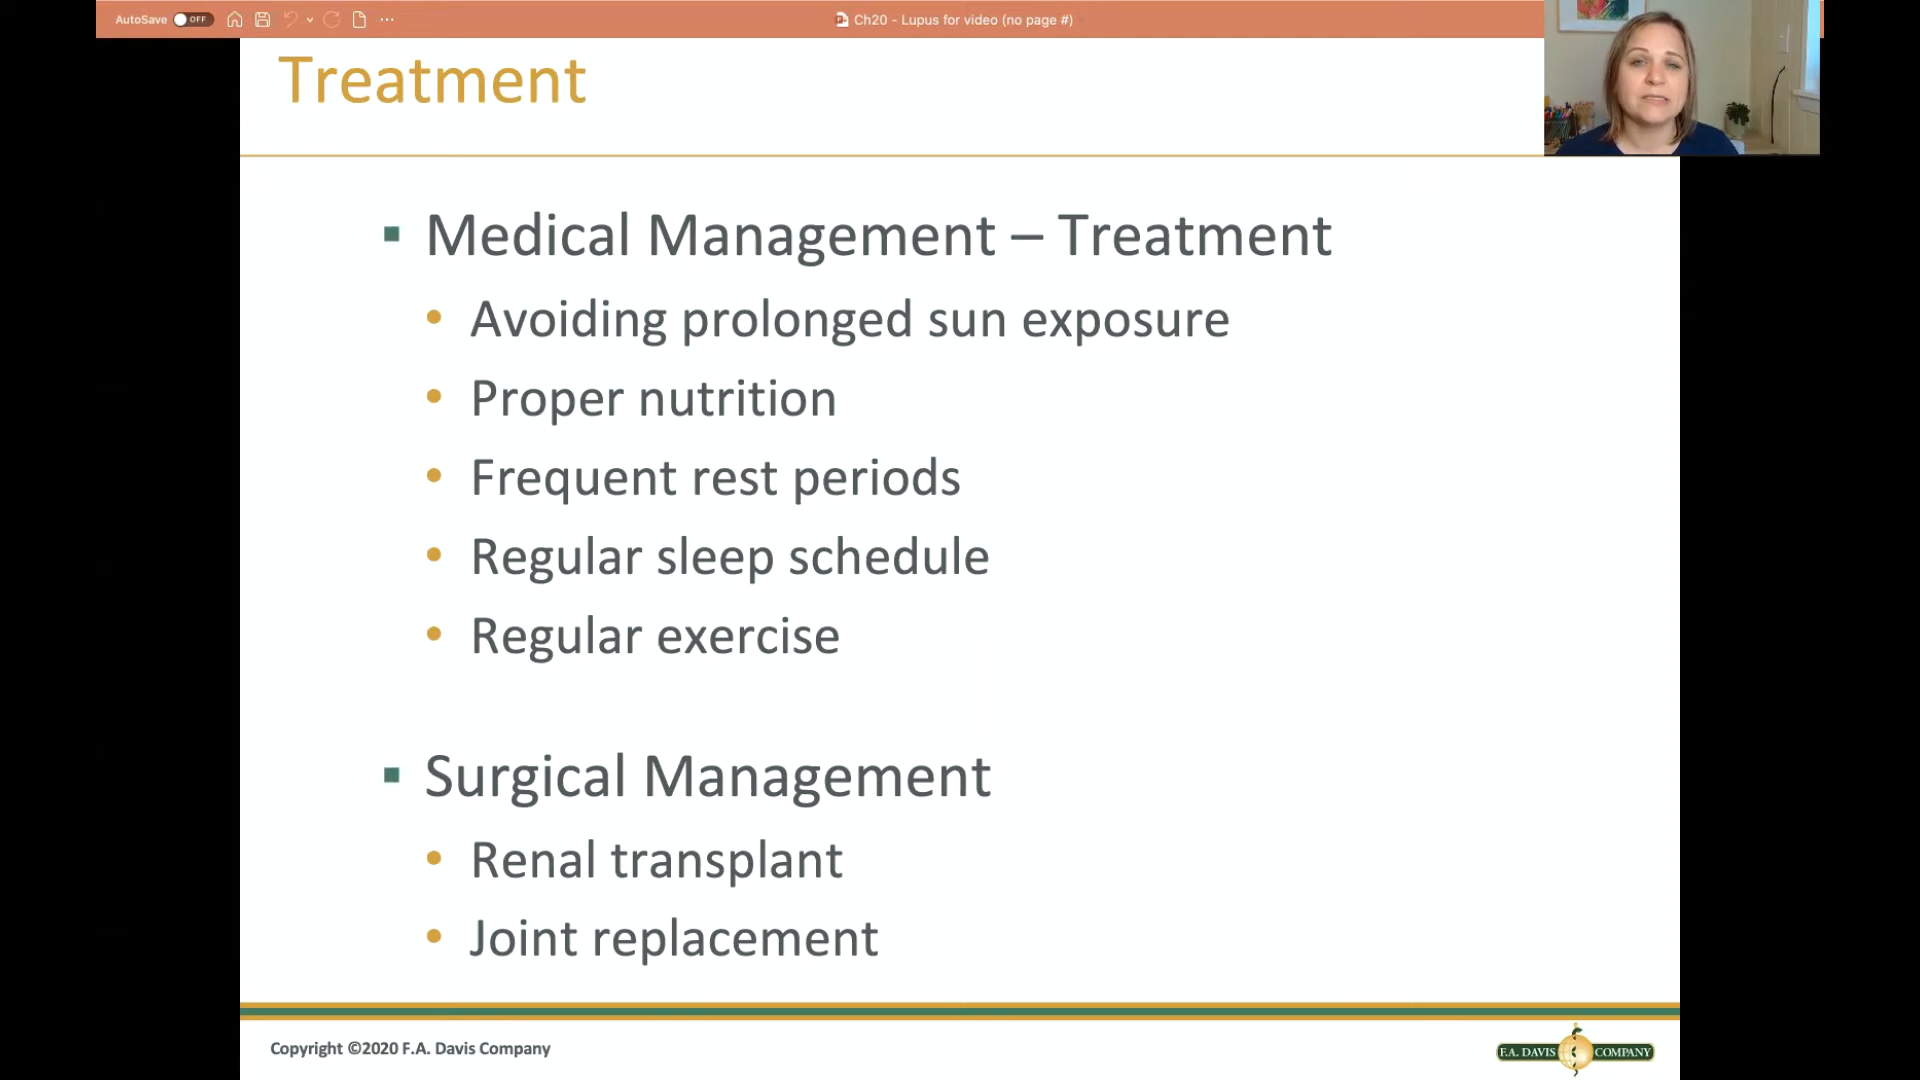 AutoSave OFF
Ch20 - Lupus for video (no page #)
Treatment
▪ Medical Management – Treatment
• Avoiding prolonged sun exposure
• Proper nutrition
• Frequent rest periods
• Regular sleep schedule
• Regular exercise
▪ Surgical Management
• Renal transplant
• Joint replacement
Copyright ©2020 F.A. Davis Company
F.A. DAVIS COMPANY